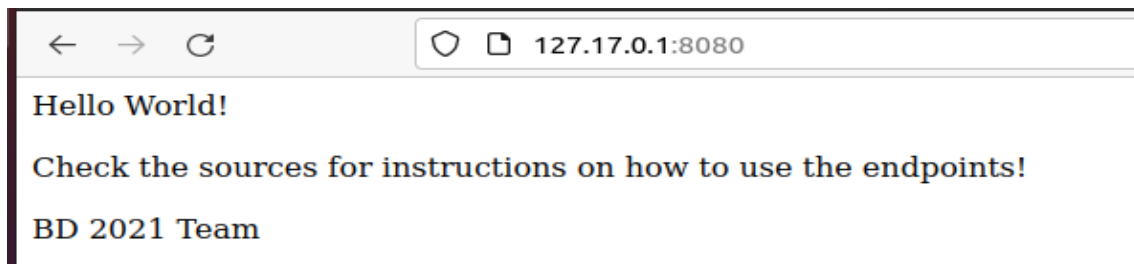 127.17.0.1:8080
Hello World!
Check the sources for instructions on how to use the endpoints!
BD 2021 Team